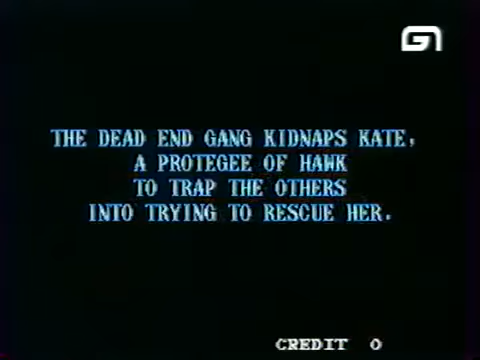 THE DEAD END GANG KIDNAPS KATE,
A PROTEGEE OF HAWK
TO TRAP THE OTHERS
INTO TRYING TO RESCUE HER.
CREDIT 0